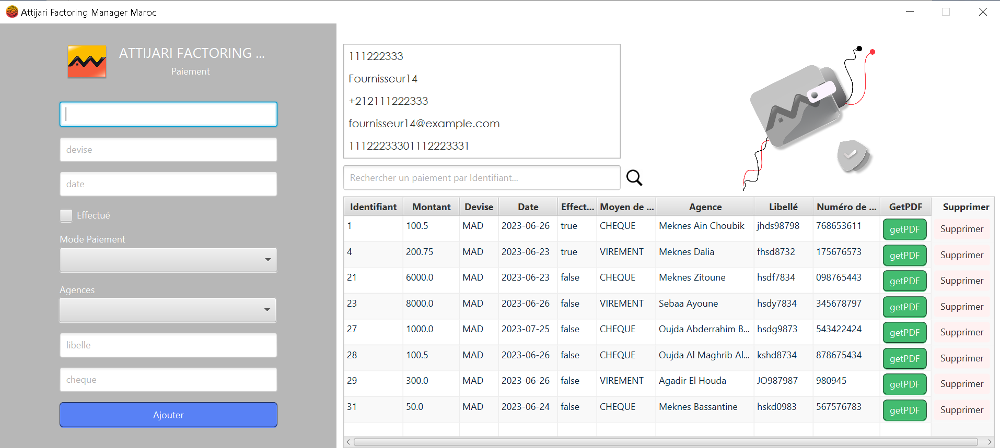 Attijari Factoring Manager Maroc
ATTIJARI FACTORING ...
Paiement
devise
date
Effectué
Mode Paiement
Agences
libelle
cheque
Ajouter
111222333
Fournisseur14
+212111222333
fournisseur14@example.com
11122233301112223331
Rechercher un paiement par Identifiant...
Identifiant Montant Devise Date Effect... Moyen de ... Agence Libellé Numéro de ... GetPDF Supprimer
1 100.5 MAD 2023-06-26 true CHEQUE Meknes Ain Choubik jhds98798 768653611 getPDF Supprimer
4 200.75 MAD 2023-06-23 true VIREMENT Meknes Dalia fhsd8732 175676573 getPDF Supprimer
21 6000.0 MAD 2023-06-23 false CHEQUE Meknes Zitoune hsdf7834 098765443 getPDF Supprimer
23 8000.0 MAD 2023-06-26 false VIREMENT Sebaa Ayoune hsdy7834 345678797 getPDF Supprimer
27 1000.0 MAD 2023-07-25 false CHEQUE Oujda Abderrahim B... hsdg9873 543422424 getPDF Supprimer
28 100.5 MAD 2023-06-26 false CHEQUE Oujda Al Maghrib Al... kshd8734 878675434 getPDF Supprimer
29 300.0 MAD 2023-06-26 false VIREMENT Agadir El Houda JO987987 980945 getPDF Supprimer
31 50.0 MAD 2023-06-24 false CHEQUE Meknes Bassantine hskd0983 567576783 getPDF Supprimer